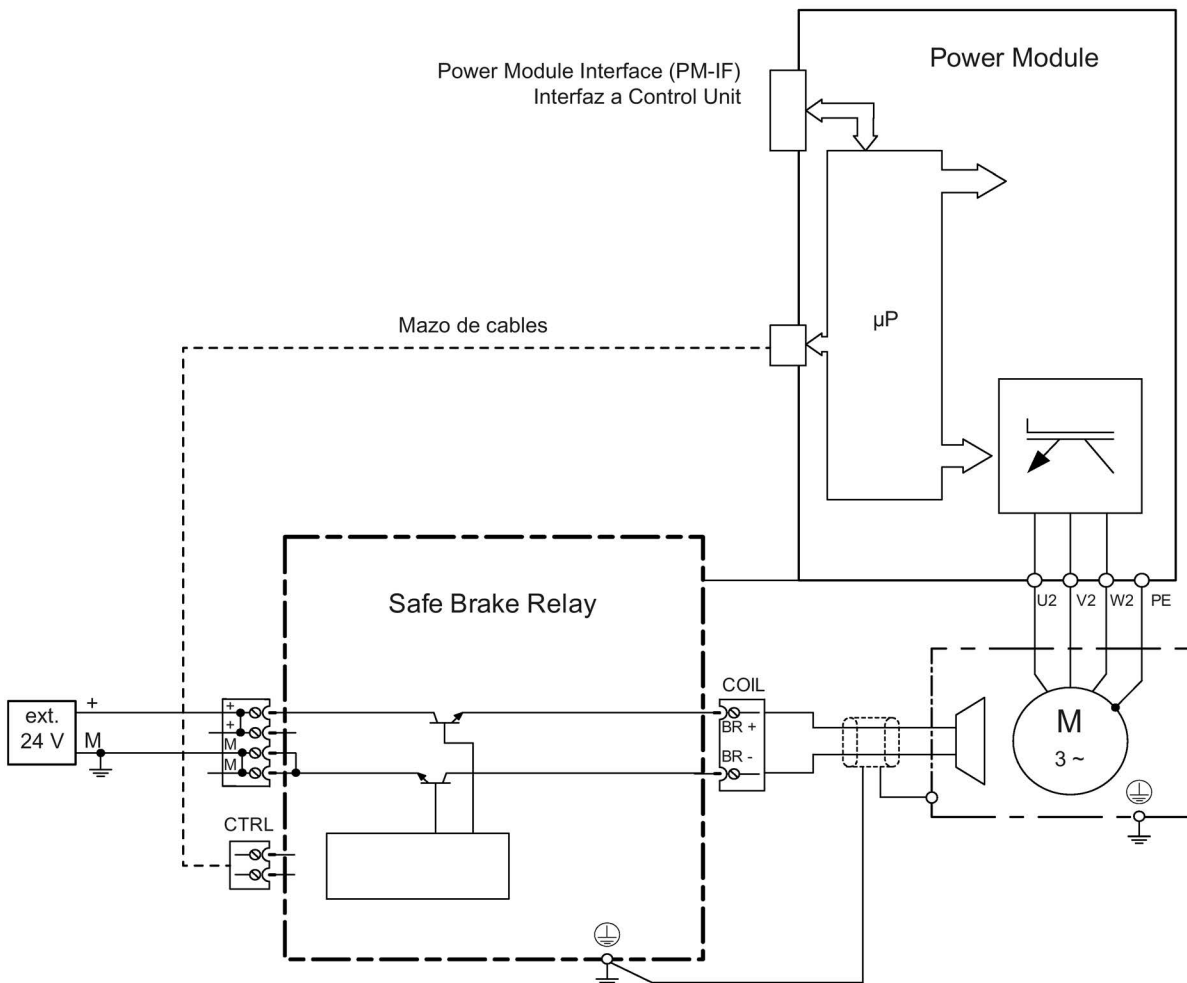 Power Module
Power Module Interface (PM-IF)
Interfaz a Control Unit
Mazo de cables
µP
Safe Brake Relay
U2
V2
W2
PE
ext.
24 V
+
M
+
+
M
M
COIL
BR +
BR -
M
3 ~
CTRL